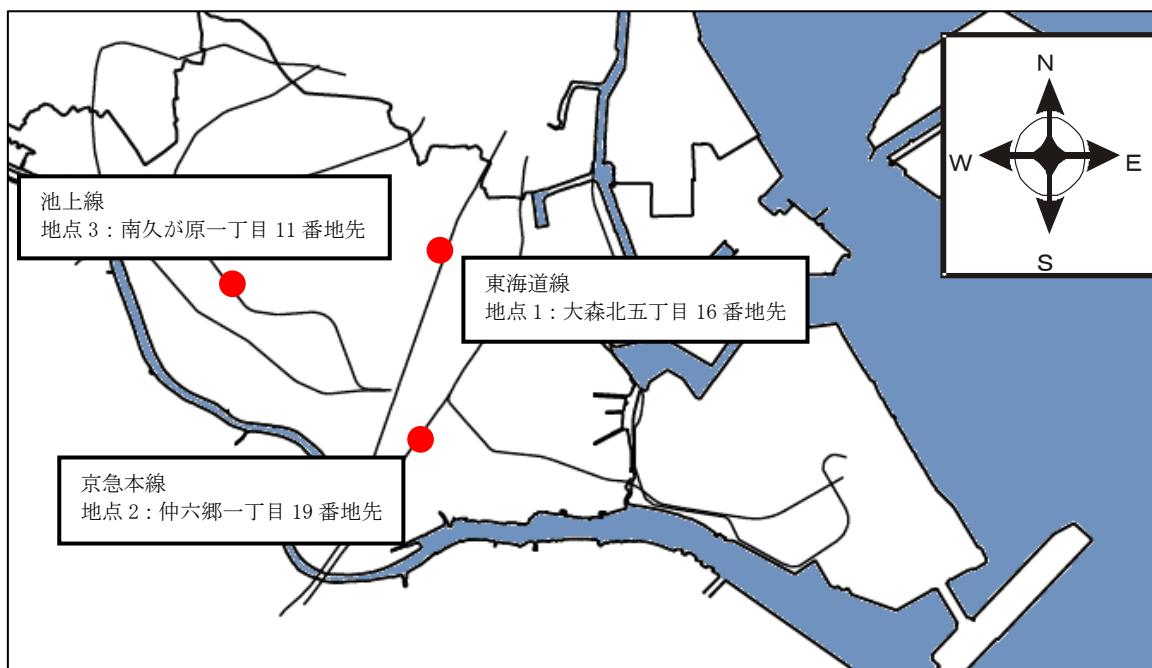 N
W
E
S
池上線
地点 3：南久が原一丁目 11 番地先
東海道線
地点 1：大森北五丁目 16 番地先
京急本線
地点 2：仲六郷一丁目 19 番地先